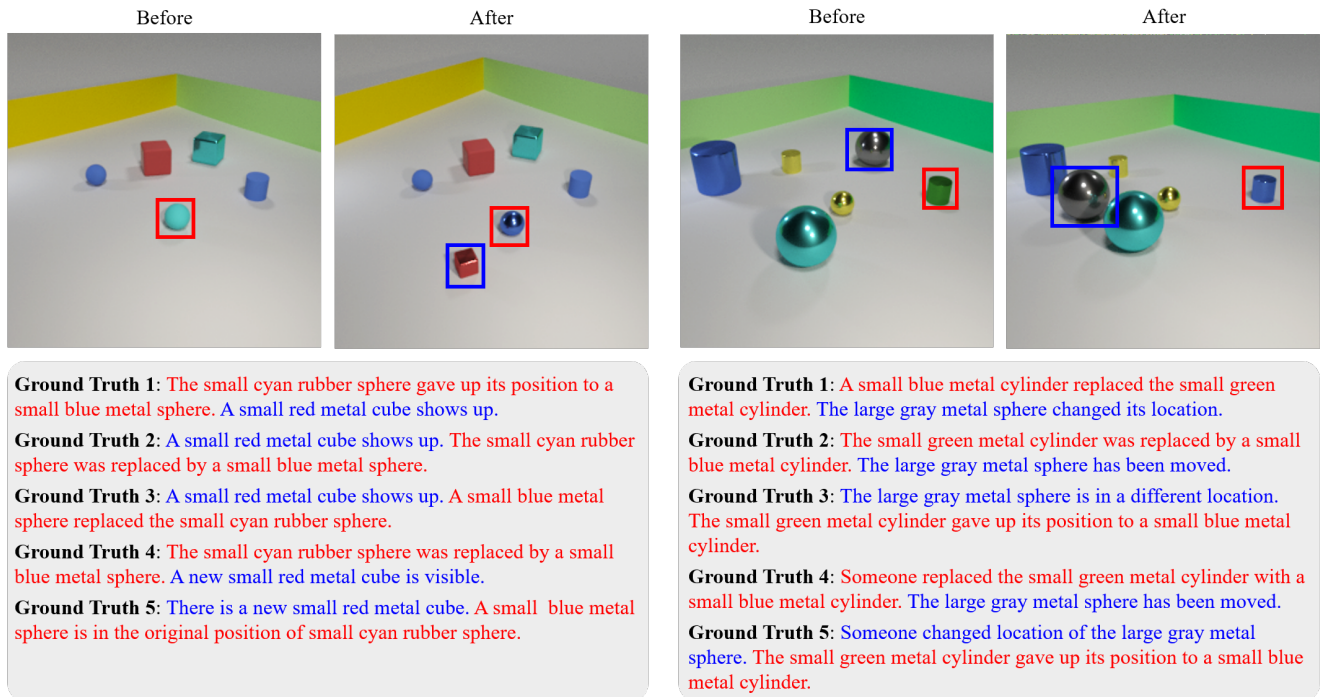 Before
After
Before
After
Ground Truth 1: The small cyan rubber sphere gave up its position to a
small blue metal sphere. A small red metal cube shows up.
Ground Truth 2: A small red metal cube shows up. The small cyan rubber
sphere was replaced by a small blue metal sphere.
Ground Truth 3: A small red metal cube shows up. A small blue metal
sphere replaced the small cyan rubber sphere.
Ground Truth 4: The small cyan rubber sphere was replaced by a small
blue metal sphere. A new small red metal cube is visible.
Ground Truth 5: There is a new small red metal cube. A small  blue metal
sphere is in the original position of small cyan rubber sphere.
Ground Truth 1: A small blue metal cylinder replaced the small green
metal cylinder. The large gray metal sphere changed its location.
Ground Truth 2: The small green metal cylinder was replaced by a small
blue metal cylinder. The large gray metal sphere has been moved.
Ground Truth 3: The large gray metal sphere is in a different location.
The small green metal cylinder gave up its position to a small blue metal
cylinder.
Ground Truth 4: Someone replaced the small green metal cylinder with a
small blue metal cylinder. The large gray metal sphere has been moved.
Ground Truth 5: Someone changed location of the large gray metal
sphere. The small green metal cylinder gave up its position to a small blue
metal cylinder.